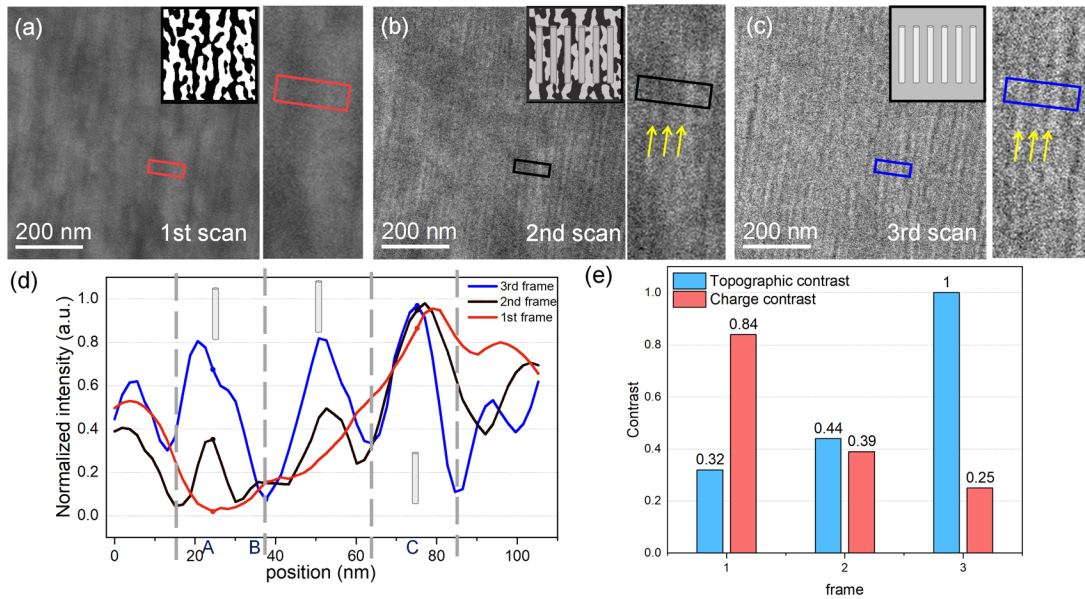 (a)
200 nm
1st scan
(b)
200 nm
2nd scan
(c)
200 nm
3rd scan
(d)
Normalized intensity (a.u.)
1.0
0.8
0.6
0.4
0.2
0.0
3rd frame
2nd frame
1st frame
0 20 40 60 80 100
A B C
position (nm)
(e)
Contrast
1.0
0.8
0.6
0.4
0.2
0.0
Topographic contrast
Charge contrast
0.32
0.84
0.44
0.39
1
0.25
1 2 3
frame